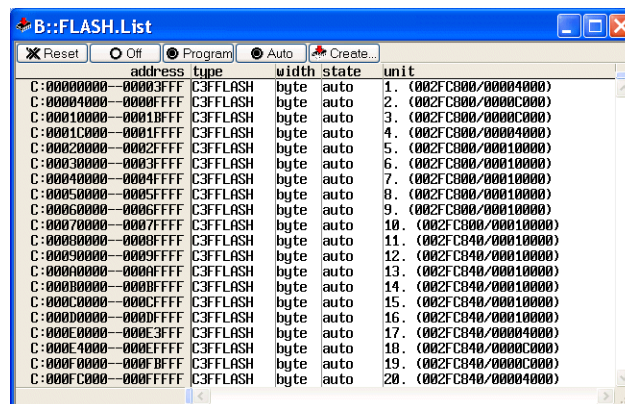 B::FLASH.List
Reset Off Program Auto Create...
address type width state unit
C:00000000--00003FFF C3FFLASH byte auto 1. (002FC800/00004000)
C:00004000--0000FFFF C3FFLASH byte auto 2. (002FC800/0000C000)
C:00010000--0001BFFF C3FFLASH byte auto 3. (002FC800/0000C000)
C:0001C000--0001FFFF C3FFLASH byte auto 4. (002FC800/00004000)
C:00020000--0002FFFF C3FFLASH byte auto 5. (002FC800/00010000)
C:00030000--0003FFFF C3FFLASH byte auto 6. (002FC800/00010000)
C:00040000--0004FFFF C3FFLASH byte auto 7. (002FC800/00010000)
C:00050000--0005FFFF C3FFLASH byte auto 8. (002FC800/00010000)
C:00060000--0006FFFF C3FFLASH byte auto 9. (002FC800/00010000)
C:00070000--0007FFFF C3FFLASH byte auto 10. (002FC800/00010000)
C:00080000--0008FFFF C3FFLASH byte auto 11. (002FC840/00010000)
C:00090000--0009FFFF C3FFLASH byte auto 12. (002FC840/00010000)
C:000A0000--000AFFFF C3FFLASH byte auto 13. (002FC840/00010000)
C:000B0000--000BFFFF C3FFLASH byte auto 14. (002FC840/00010000)
C:000C0000--000CFFFF C3FFLASH byte auto 15. (002FC840/00010000)
C:000D0000--000DFFFF C3FFLASH byte auto 16. (002FC840/00010000)
C:000E0000--000E3FFF C3FFLASH byte auto 17. (002FC840/00004000)
C:000E4000--000EFFFF C3FFLASH byte auto 18. (002FC840/0000C000)
C:000F0000--000FBFFF C3FFLASH byte auto 19. (002FC840/0000C000)
C:000FC000--000FFFFF C3FFLASH byte auto 20. (002FC840/00004000)